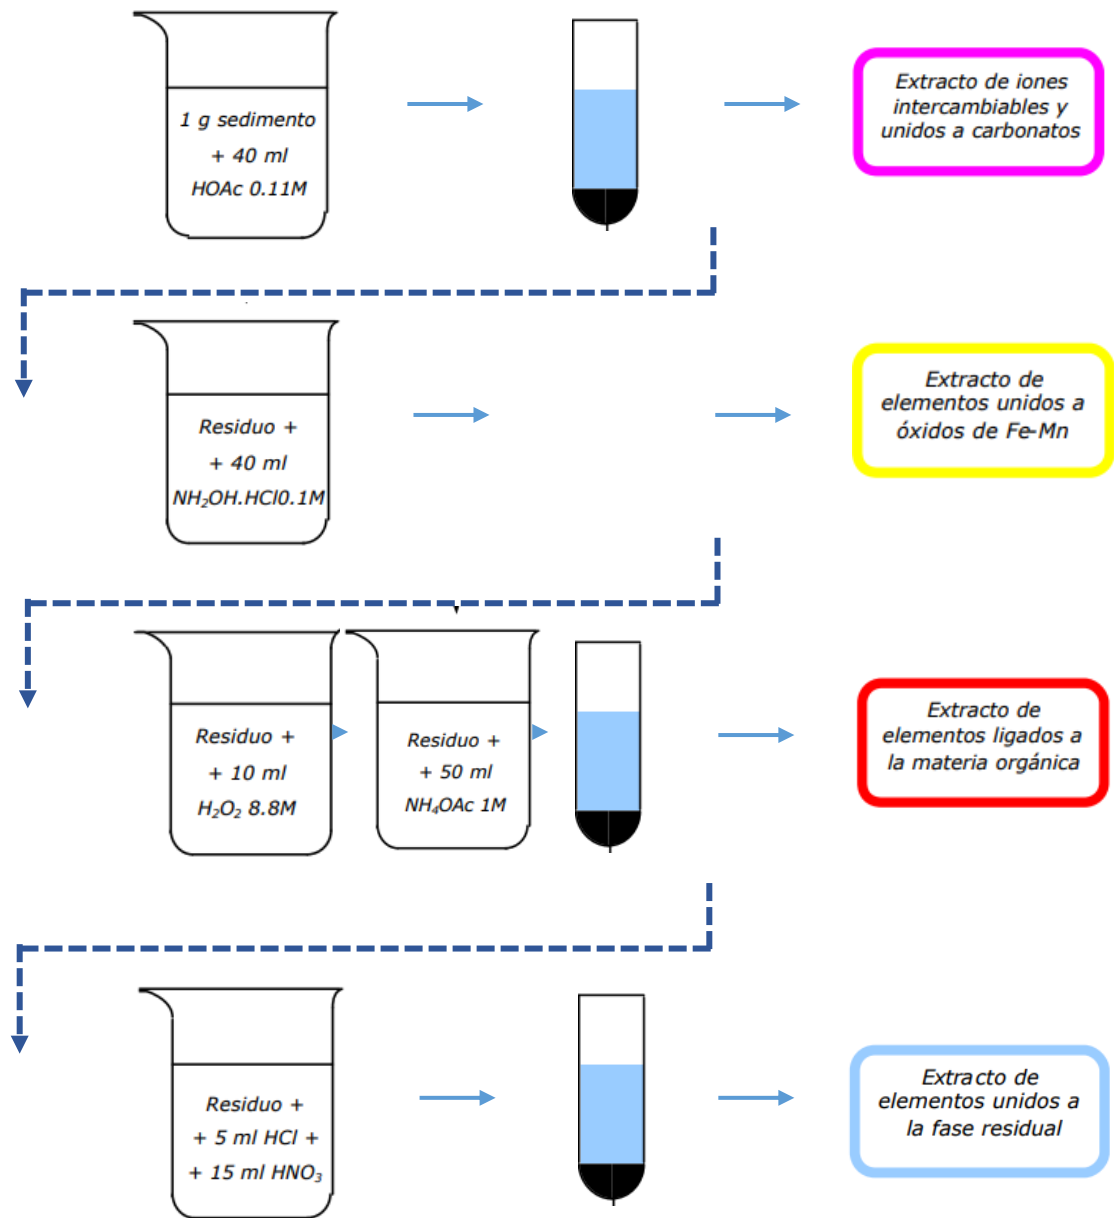 1 g sedimento
+ 40 ml
HOAc 0.11M
Extracto de iones
intercambiables y
unidos a carbonatos
Residuo +
+ 40 ml
NH₂OH.HCl0.1M
Extracto de
elementos unidos a
óxidos de Fe-Mn
Residuo +
+ 10 ml
H₂O₂ 8.8M
Residuo +
+ 50 ml
NH₄OAc 1M
Extracto de
elementos ligados a
la materia orgánica
Residuo +
+ 5 ml HCl +
+ 15 ml HNO₃
Extracto de
elementos unidos a
la fase residual